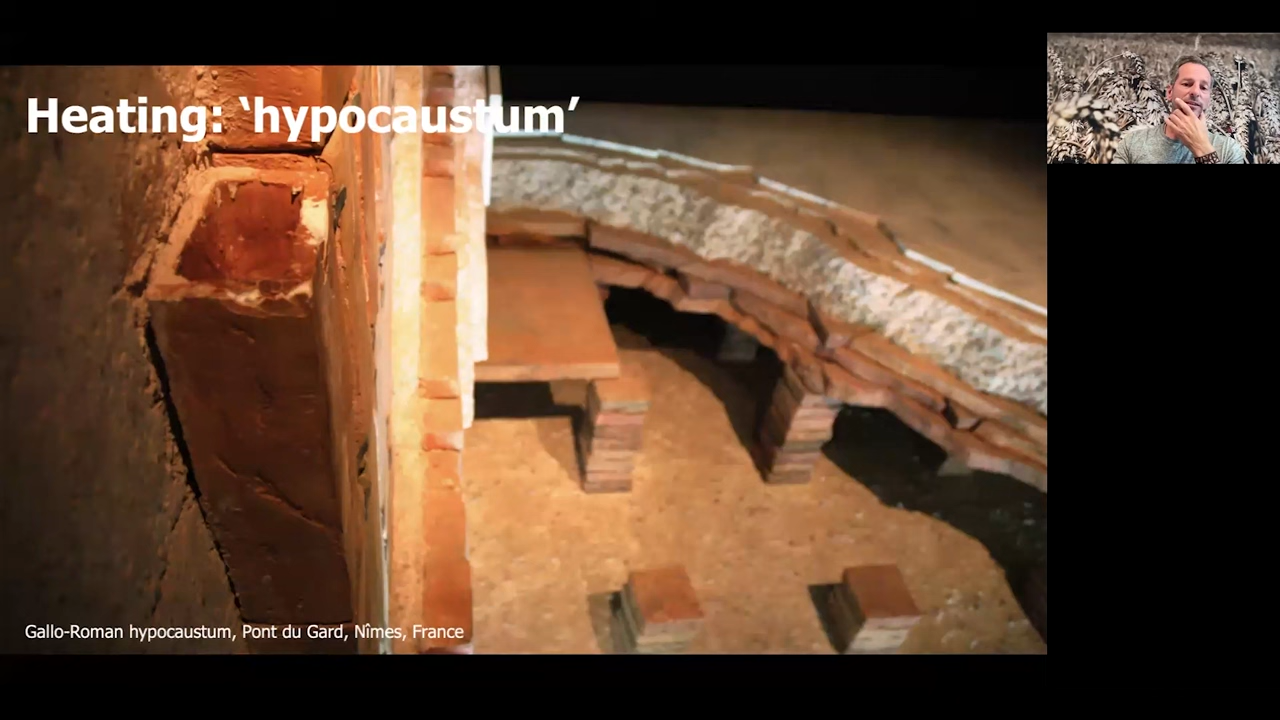 Heating: ‘hypocaustum’
Gallo-Roman hypocaustum, Pont du Gard, Nîmes, France